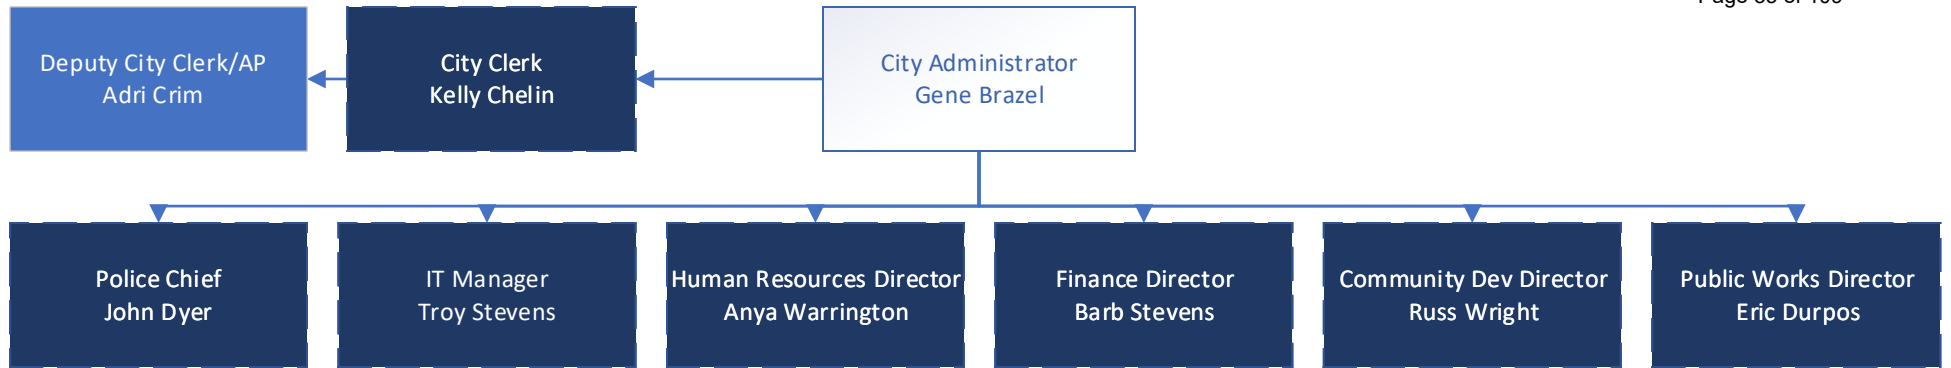 Deputy City Clerk/AP
Adri Crim
City Clerk
Kelly Chelin
City Administrator
Gene Brazel
Police Chief
John Dyer
IT Manager
Troy Stevens
Human Resources Director
Anya Warrington
Finance Director
Barb Stevens
Community Dev Director
Russ Wright
Public Works Director
Eric Durpos